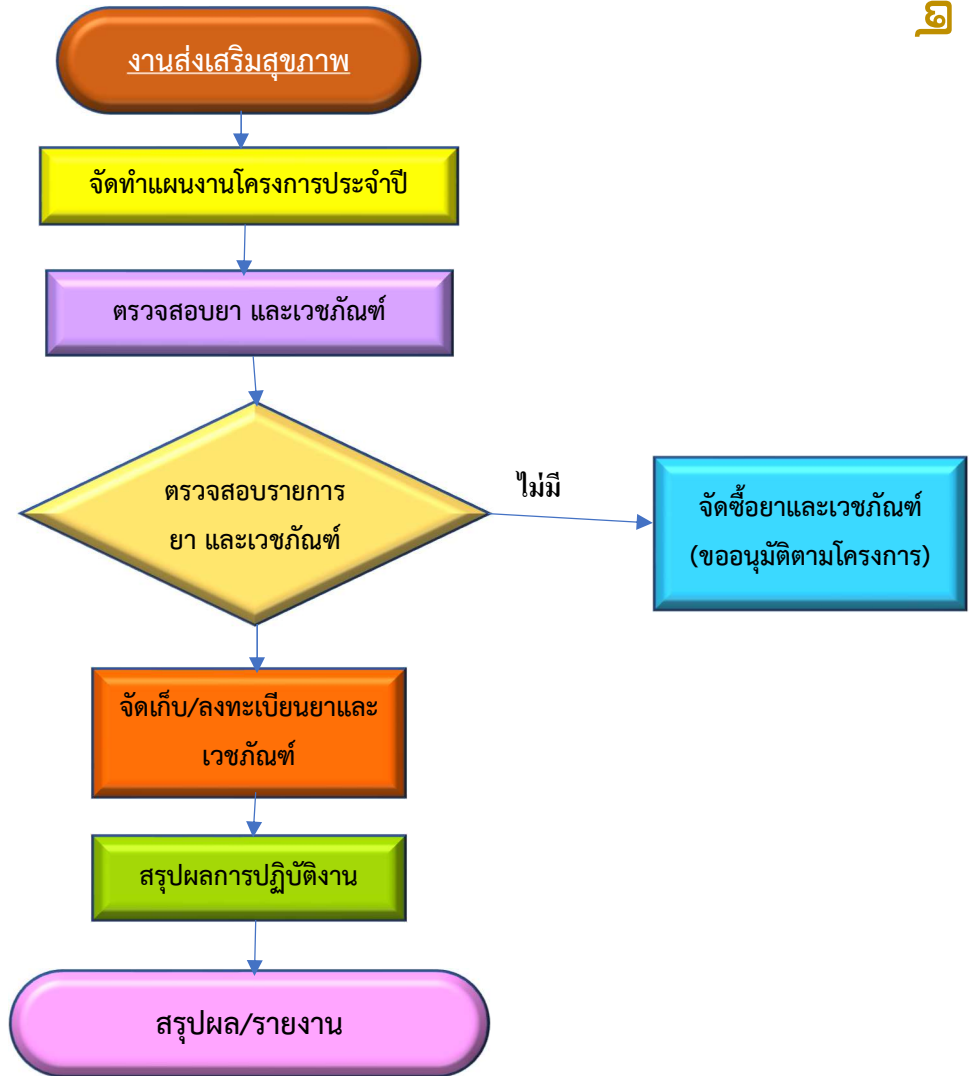 งานส่งเสริมสุขภาพ
จัดทำแผนงานโครงการประจำปี
ตรวจสอบยา และเวชภัณฑ์
ตรวจสอบรายการ
ยา และเวชภัณฑ์
ไม่มี
จัดซื้อยาและเวชภัณฑ์
(ขออนุมัติตามโครงการ)
จัดเก็บ/ลงทะเบียนยาและ
เวชภัณฑ์
สรุปผลการปฏิบัติงาน
สรุปผล/รายงาน